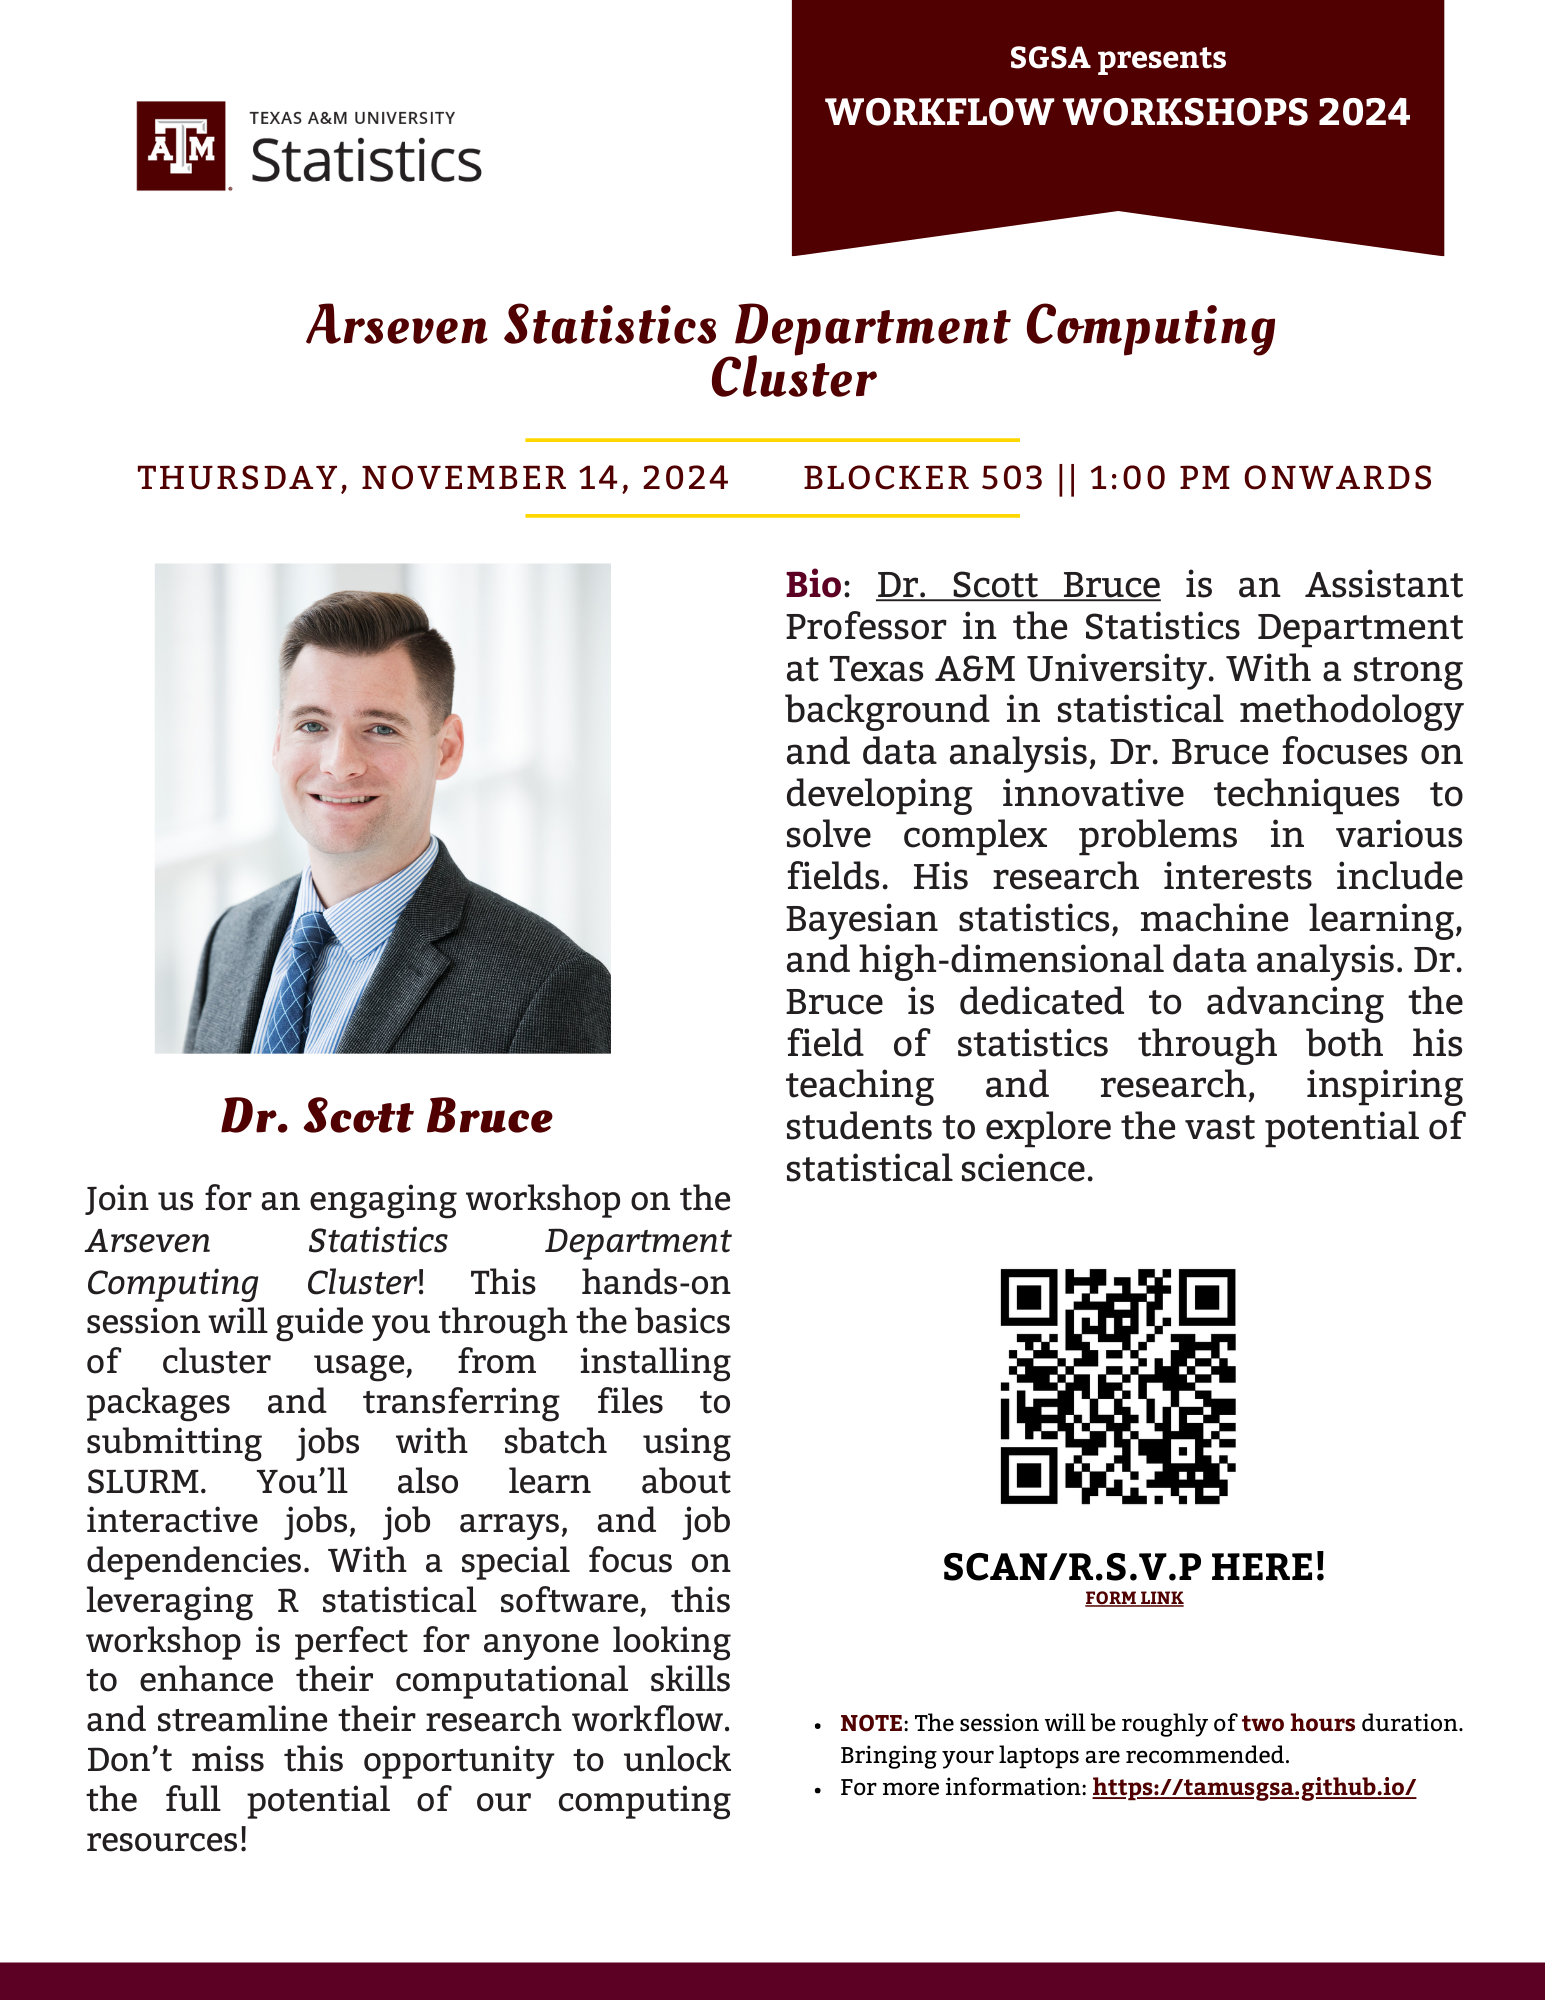 SGSA presents
WORKFLOW WORKSHOPS 2024
ATM
TEXAS A&M UNIVERSITY
Statistics
Arseven Statistics Department Computing
Cluster
THURSDAY, NOVEMBER 14, 2024
BLOCKER 503 || 1:00 PM ONWARDS
Dr. Scott Bruce
Join us for an engaging workshop on the
Arseven Statistics Department
Computing Cluster! This hands-on
session will guide you through the basics
of cluster usage, from installing
packages and transferring files to
submitting jobs with sbatch using
SLURM. You’ll also learn about
interactive jobs, job arrays, and job
dependencies. With a special focus on
leveraging R statistical software, this
workshop is perfect for anyone looking
to enhance their computational skills
and streamline their research workflow.
Don’t miss this opportunity to unlock
the full potential of our computing
resources!
Bio: Dr. Scott Bruce is an Assistant
Professor in the Statistics Department
at Texas A&M University. With a strong
background in statistical methodology
and data analysis, Dr. Bruce focuses on
developing innovative techniques to
solve complex problems in various
fields. His research interests include
Bayesian statistics, machine learning,
and high-dimensional data analysis. Dr.
Bruce is dedicated to advancing the
field of statistics through both his
teaching and research, inspiring
students to explore the vast potential of
statistical science.
SCAN/R.S.V.P HERE!
FORM LINK
• NOTE: The session will be roughly of two hours duration.
Bringing your laptops are recommended.
• For more information: https://tamusgsa.github.io/